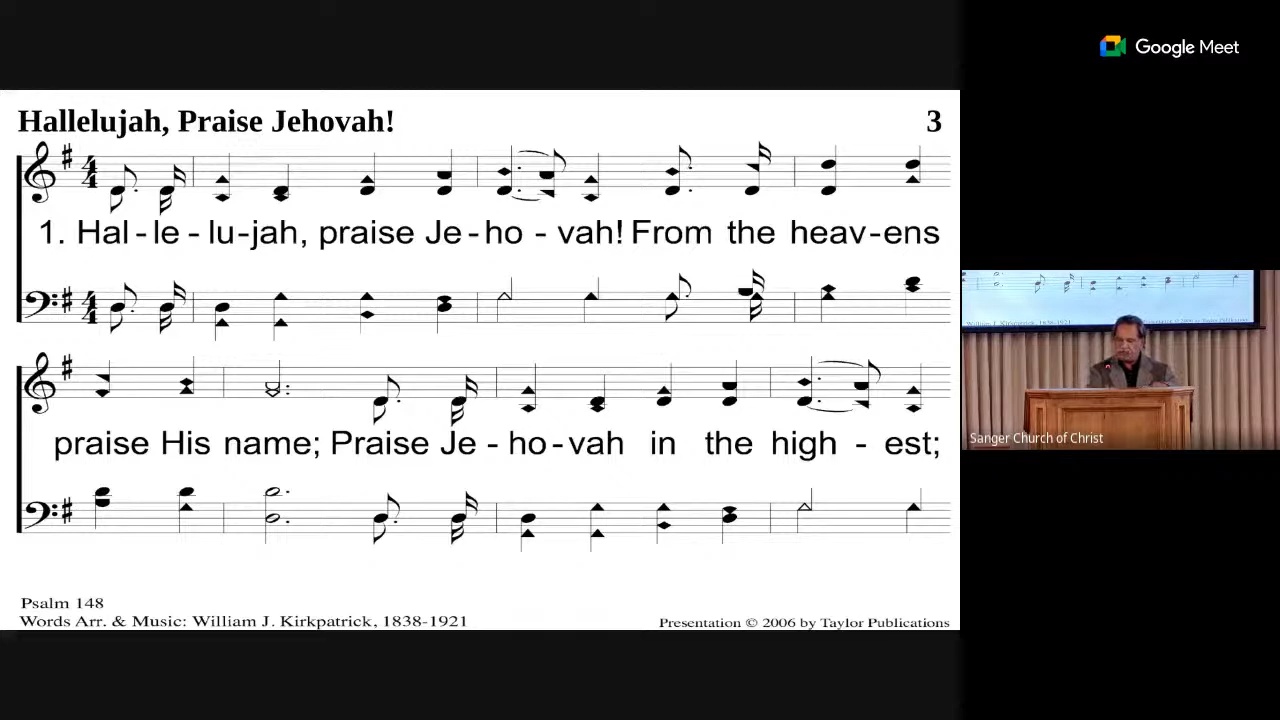 Google Meet
Hallelujah, Praise Jehovah!
3
1. Hal - le - lu-jah, praise Je - ho - vah! From the heav-ens
praise His name; Praise Je - ho-vah in the high - est;
Psalm 148
Words Arr. & Music: William J. Kirkpatrick, 1838-1921
Presentation © 2006 by Taylor Publications
Sanger Church of Christ